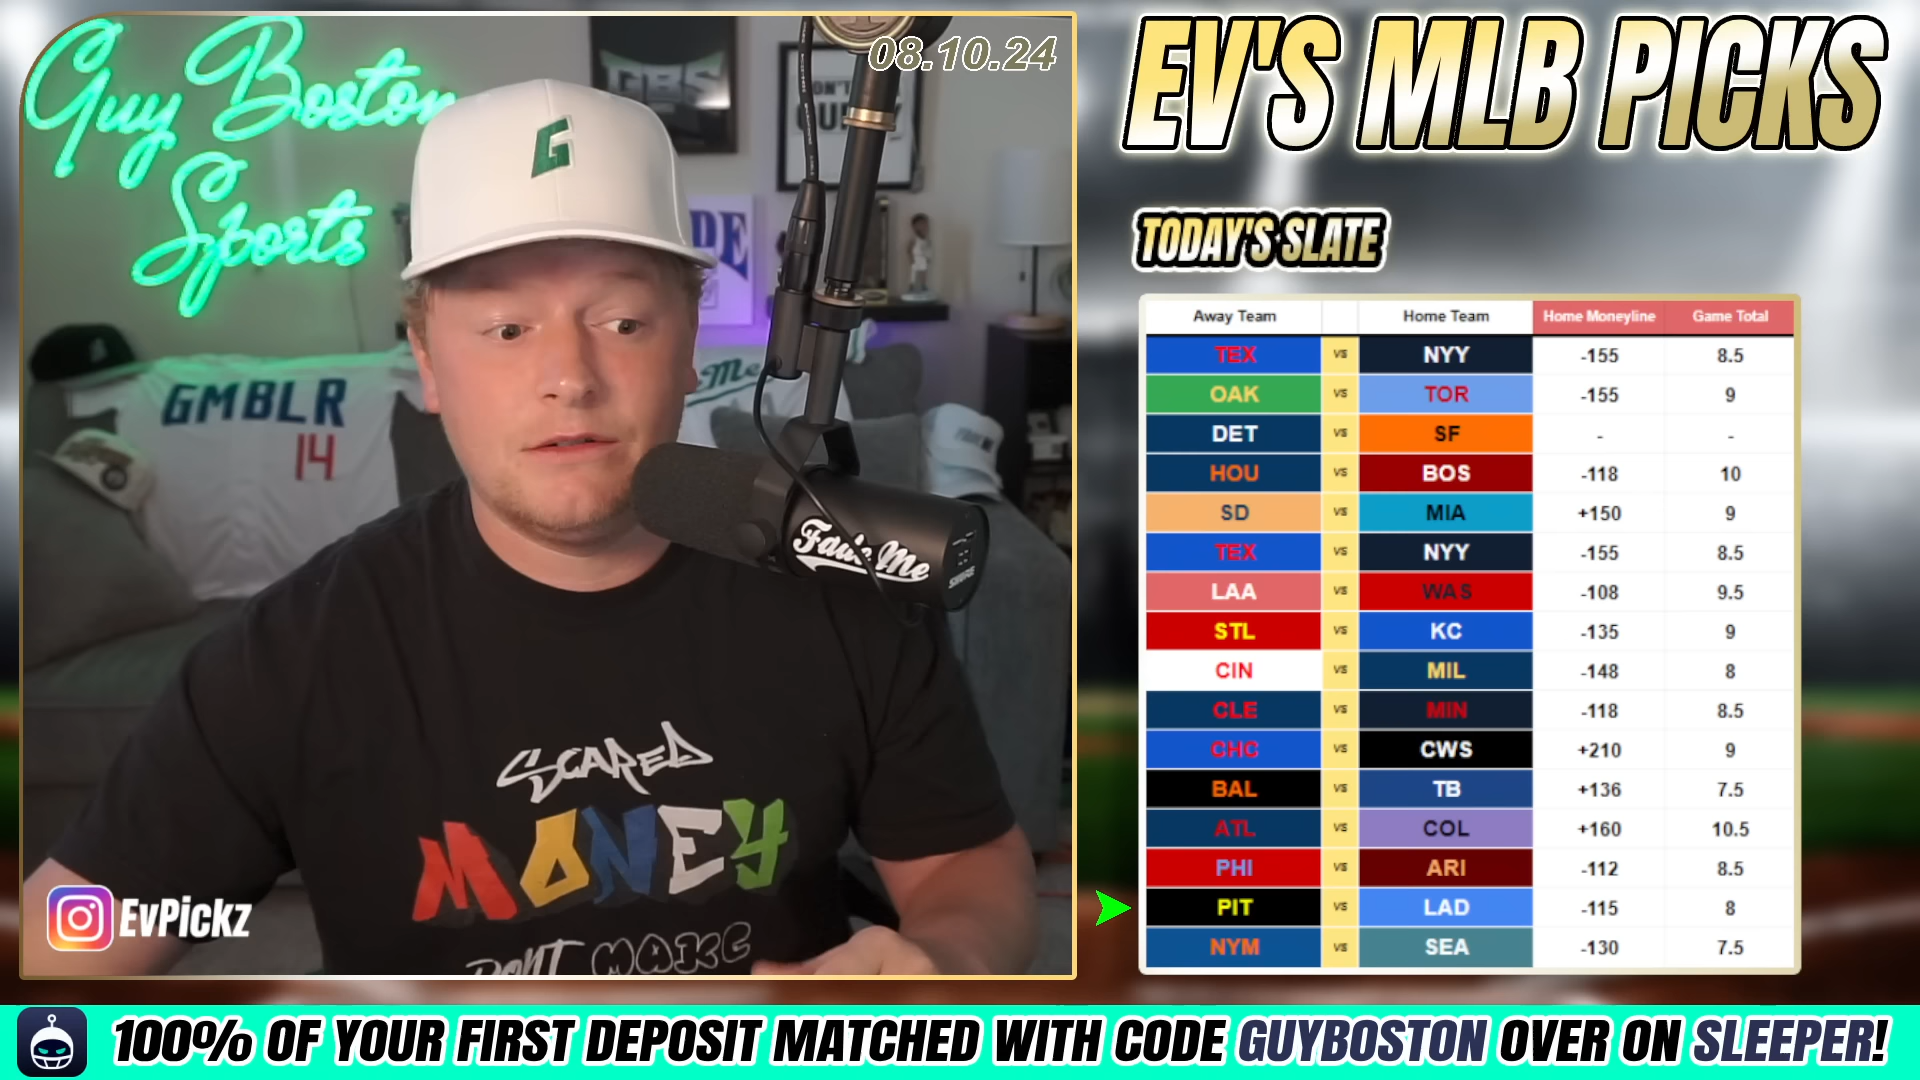 Guy Boston
Sports
GBS
08.10.24
GMBLR
14
Fade Me
SHURE
SCARED
MONEY
DON'T MAKE
EvPickz
EV'S MLB PICKS
TODAY'S SLATE
Away Team Home Team Home Moneyline Game Total
TEX vs NYY -155 8.5
OAK vs TOR -155 9
DET vs SF - -
HOU vs BOS -118 10
SD vs MIA +150 9
TEX vs NYY -155 8.5
LAA vs WAS -108 9.5
STL vs KC -135 9
CIN vs MIL -148 8
CLE vs MIN -118 8.5
CHC vs CWS +210 9
BAL vs TB +136 7.5
ATL vs COL +160 10.5
PHI vs ARI -112 8.5
PIT vs LAD -115 8
NYM vs SEA -130 7.5
100% OF YOUR FIRST DEPOSIT MATCHED WITH CODE GUYBOSTON OVER ON SLEEPER!